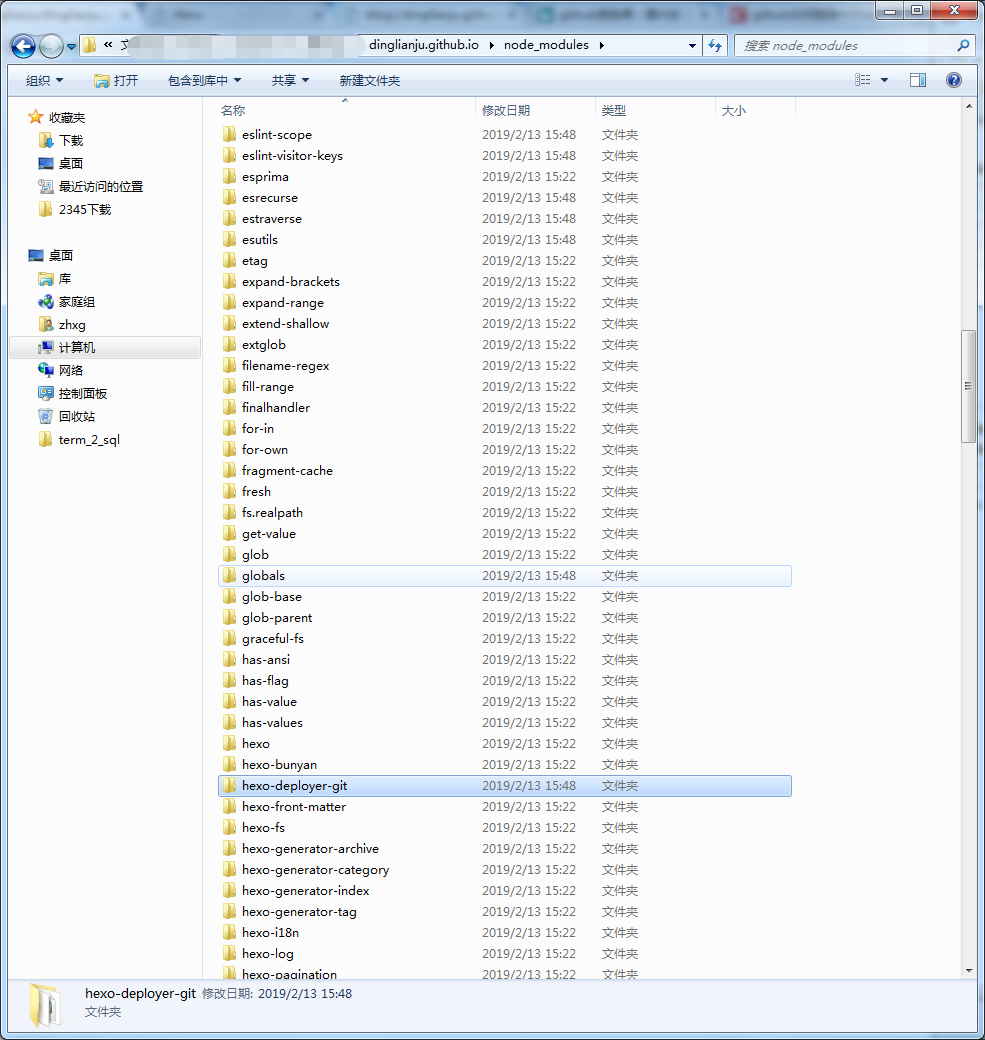 « 文 dinglianju.github.io node_modules 搜索 node_modules
组织 打开 包含到库中 共享 新建文件夹
名称 修改日期 类型 大小
收藏夹
下载
桌面
最近访问的位置
2345下载
桌面
库
家庭组
zhxg
计算机
网络
控制面板
回收站
term_2_sql
eslint-scope 2019/2/13 15:48 文件夹
eslint-visitor-keys 2019/2/13 15:48 文件夹
esprima 2019/2/13 15:22 文件夹
esrecurse 2019/2/13 15:48 文件夹
estraverse 2019/2/13 15:48 文件夹
esutils 2019/2/13 15:48 文件夹
etag 2019/2/13 15:22 文件夹
expand-brackets 2019/2/13 15:22 文件夹
expand-range 2019/2/13 15:22 文件夹
extend-shallow 2019/2/13 15:22 文件夹
extglob 2019/2/13 15:22 文件夹
filename-regex 2019/2/13 15:22 文件夹
fill-range 2019/2/13 15:22 文件夹
finalhandler 2019/2/13 15:22 文件夹
for-in 2019/2/13 15:22 文件夹
for-own 2019/2/13 15:22 文件夹
fragment-cache 2019/2/13 15:22 文件夹
fresh 2019/2/13 15:22 文件夹
fs.realpath 2019/2/13 15:22 文件夹
get-value 2019/2/13 15:22 文件夹
glob 2019/2/13 15:22 文件夹
globals 2019/2/13 15:48 文件夹
glob-base 2019/2/13 15:22 文件夹
glob-parent 2019/2/13 15:22 文件夹
graceful-fs 2019/2/13 15:22 文件夹
has-ansi 2019/2/13 15:22 文件夹
has-flag 2019/2/13 15:22 文件夹
has-value 2019/2/13 15:22 文件夹
has-values 2019/2/13 15:22 文件夹
hexo 2019/2/13 15:22 文件夹
hexo-bunyan 2019/2/13 15:22 文件夹
hexo-deployer-git 2019/2/13 15:48 文件夹
hexo-front-matter 2019/2/13 15:22 文件夹
hexo-fs 2019/2/13 15:22 文件夹
hexo-generator-archive 2019/2/13 15:22 文件夹
hexo-generator-category 2019/2/13 15:22 文件夹
hexo-generator-index 2019/2/13 15:22 文件夹
hexo-generator-tag 2019/2/13 15:22 文件夹
hexo-i18n 2019/2/13 15:22 文件夹
hexo-log 2019/2/13 15:22 文件夹
hexo-pagination 2019/2/13 15:22 文件夹
hexo-deployer-git 修改日期: 2019/2/13 15:48
文件夹